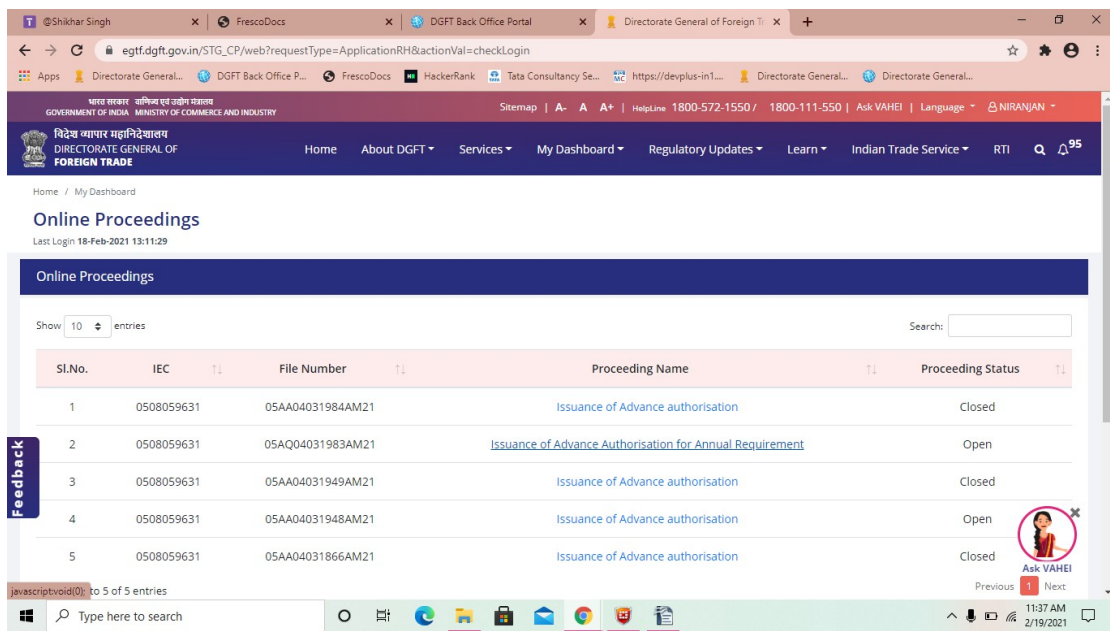 @Shikhar Singh
FrescoDocs
DGFT Back Office Portal
Directorate General of Foreign Tr
egtf.dgft.gov.in/STG_CP/web?requestType=ApplicationRH&actionVal=checkLogin
Apps Directorate General... DGFT Back Office P... FrescoDocs HackerRank Tata Consultancy Se... https://devplus-in1.... Directorate General... Directorate General...
भारत सरकार वाणिज्य एवं उद्योग मंत्रालय
GOVERNMENT OF INDIA MINISTRY OF COMMERCE AND INDUSTRY
Sitemap | A- A A+ | HelpLine 1800-572-1550 / 1800-111-550 | Ask VAHEI | Language NIRANJAN
विदेश व्यापार महानिदेशालय
DIRECTORATE GENERAL OF
FOREIGN TRADE
Home About DGFT Services My Dashboard Regulatory Updates Learn Indian Trade Service RTI 95
Home / My Dashboard
Online Proceedings
Last Login 18-Feb-2021 13:11:29
Online Proceedings
Show 10 entries Search:
Sl.No. IEC File Number Proceeding Name Proceeding Status
1 0508059631 05AA04031984AM21 Issuance of Advance authorisation Closed
2 0508059631 05AQ04031983AM21 Issuance of Advance Authorisation for Annual Requirement Open
3 0508059631 05AA04031949AM21 Issuance of Advance authorisation Closed
4 0508059631 05AA04031948AM21 Issuance of Advance authorisation Open
5 0508059631 05AA04031866AM21 Issuance of Advance authorisation Closed
Feedback
Ask VAHEI
javascript:void(0); to 5 of 5 entries Previous 1 Next
Type here to search
11:37 AM
2/19/2021